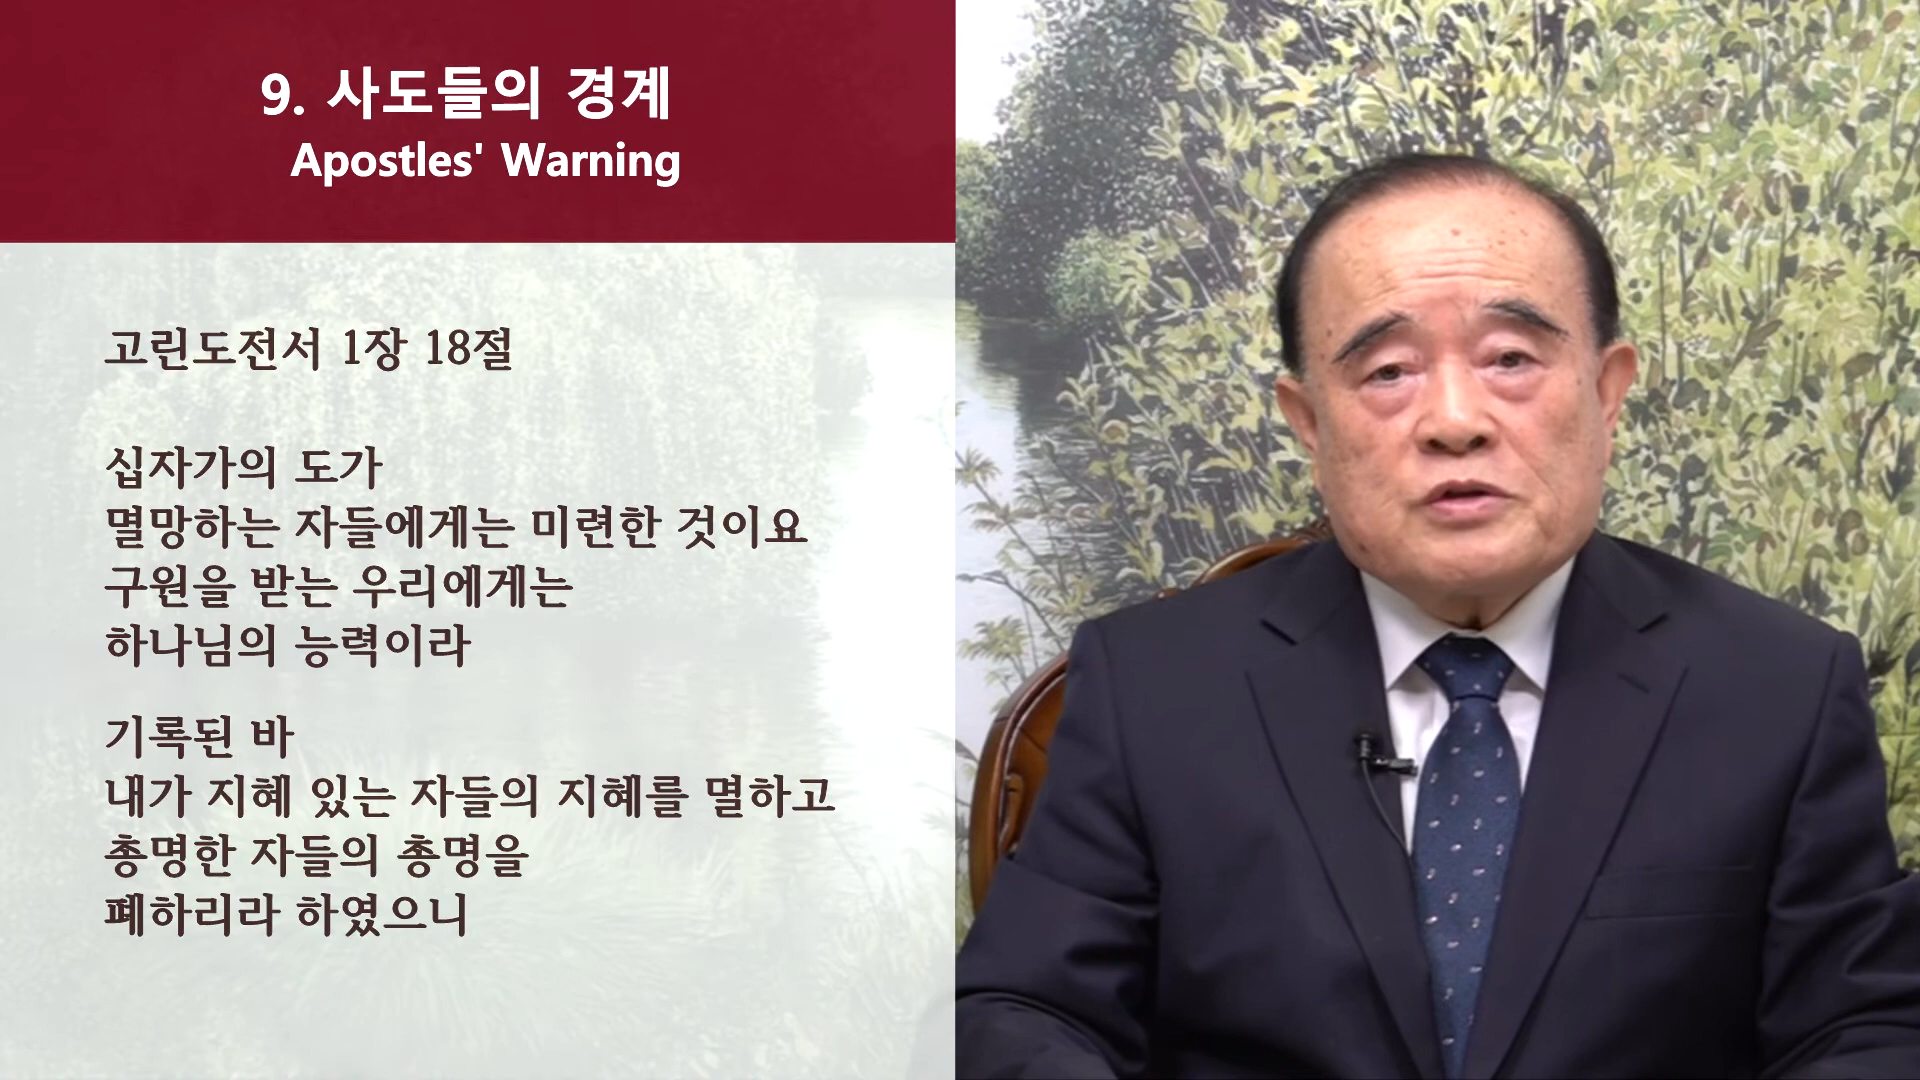 9. 사도들의 경계
Apostles' Warning
고린도전서 1장 18절
십자가의 도가
멸망하는 자들에게는 미련한 것이요
구원을 받는 우리에게는
하나님의 능력이라
기록된 바
내가 지혜 있는 자들의 지혜를 멸하고
총명한 자들의 총명을
폐하리라 하였으니